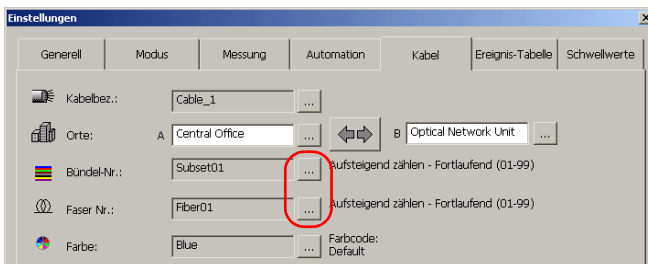 Einstellungen
Generell Modus Messung Automation Kabel Ereignis-Tabelle Schwellwerte
Kabelbez.: Cable_1 ...
Orte: A Central Office ... B Optical Network Unit ...
Bündel-Nr.: Subset01 ... Aufsteigend zählen - Fortlaufend (01-99)
Faser Nr.: Fiber01 ... Aufsteigend zählen - Fortlaufend (01-99)
Farbe: Blue ... Farbcode:
Default